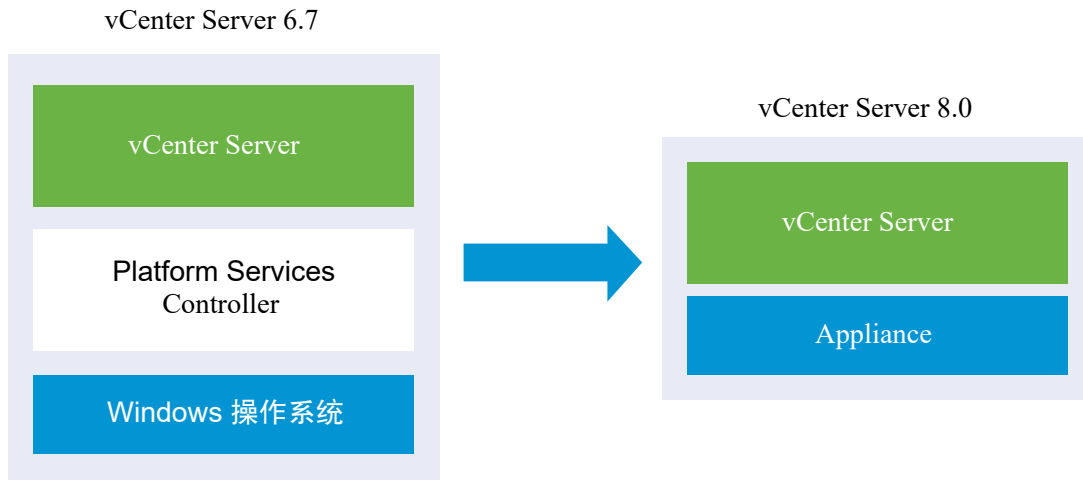 vCenter Server 6.7
vCenter Server
Platform Services
Controller
Windows 操作系统
vCenter Server 8.0
vCenter Server
Appliance